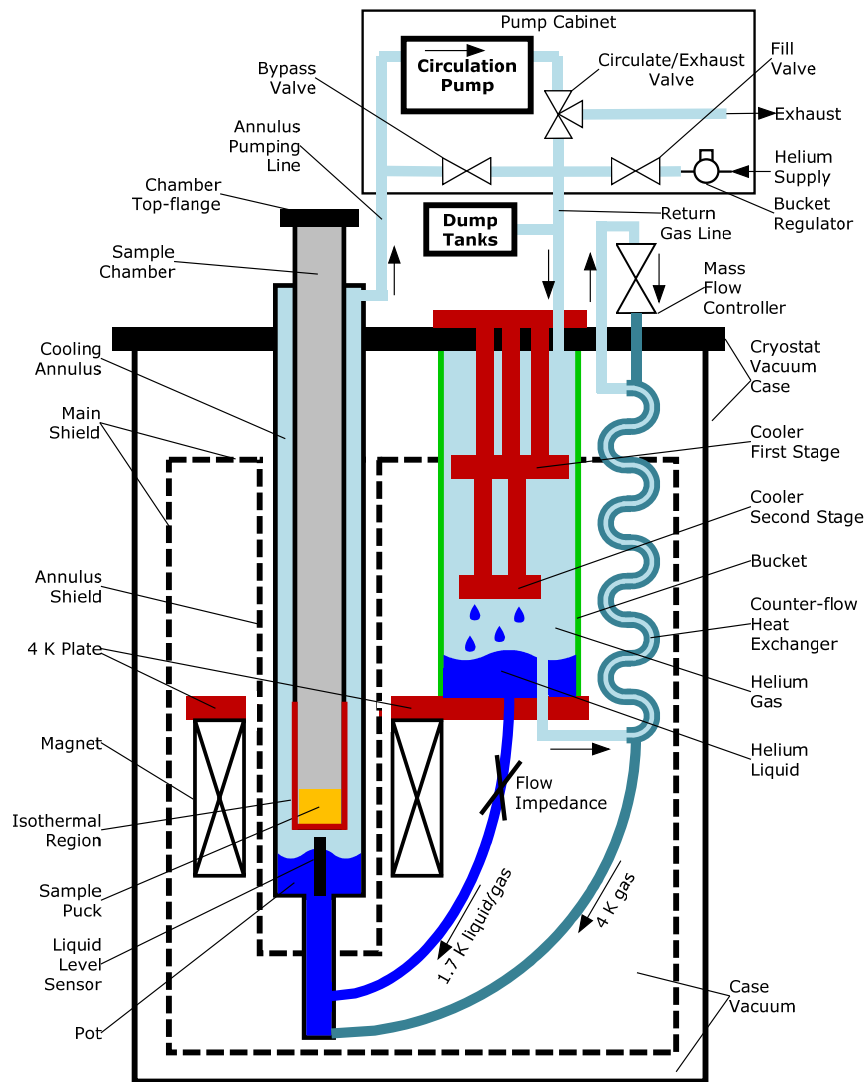 Pump Cabinet
Circulation
Pump
Bypass
Valve
Circulate/Exhaust
Valve
Fill
Valve
Exhaust
Annulus
Pumping
Line
Helium
Supply
Bucket
Regulator
Chamber
Top-flange
Dump
Tanks
Return
Gas Line
Sample
Chamber
Mass
Flow
Controller
Cooling
Annulus
Cryostat
Vacuum
Case
Main
Shield
Cooler
First Stage
Cooler
Second Stage
Bucket
Annulus
Shield
Counter-flow
Heat
Exchanger
4 K Plate
Helium
Gas
Magnet
Helium
Liquid
Flow
Impedance
Isothermal
Region
Sample
Puck
1.7 K liquid/gas
4 K gas
Liquid
Level
Sensor
Case
Vacuum
Pot